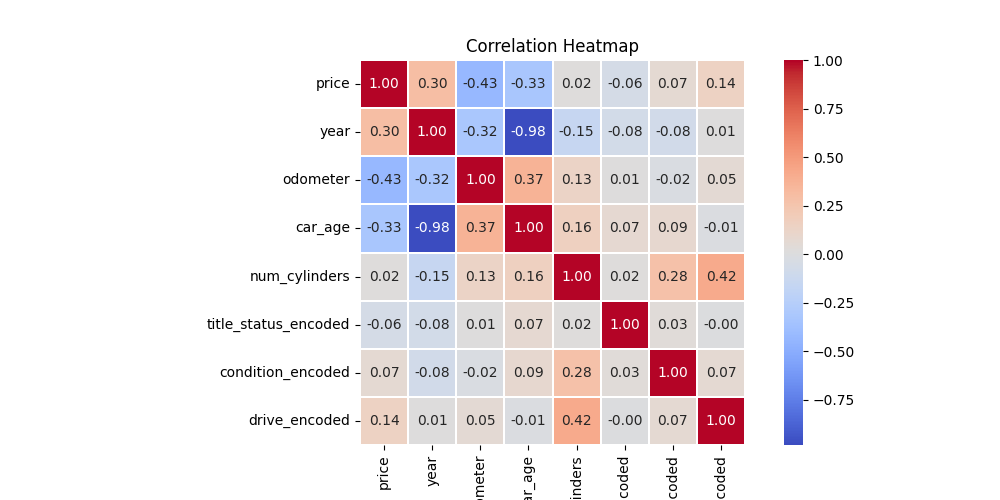 Correlation Heatmap
price 1.00 0.30 -0.43 -0.33 0.02 -0.06 0.07 0.14
year 0.30 1.00 -0.32 -0.98 -0.15 -0.08 -0.08 0.01
odometer -0.43 -0.32 1.00 0.37 0.13 0.01 -0.02 0.05
car_age -0.33 -0.98 0.37 1.00 0.16 0.07 0.09 -0.01
num_cylinders 0.02 -0.15 0.13 0.16 1.00 0.02 0.28 0.42
title_status_encoded -0.06 -0.08 0.01 0.07 0.02 1.00 0.03 -0.00
condition_encoded 0.07 -0.08 -0.02 0.09 0.28 0.03 1.00 0.07
drive_encoded 0.14 0.01 0.05 -0.01 0.42 -0.00 0.07 1.00
price
year
ometer
ar_age
inders
coded
coded
coded
1.00
0.75
0.50
0.25
0.00
−0.25
−0.50
−0.75